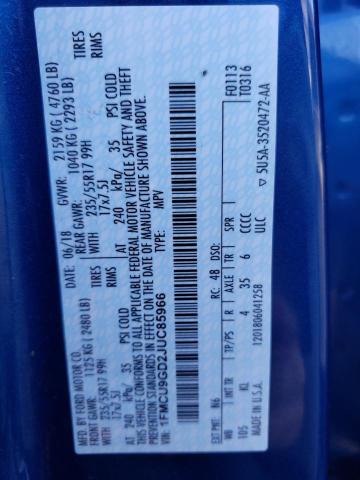 MFD. BY FORD MOTOR CO.
DATE: 06/18 GVWR: 2159 KG ( 4760 LB)
FRONT GAWR: 1125 KG ( 2480 LB) REAR GAWR: 1040 KG ( 2293 LB)
235/55R17 99H TIRES 235/55R17 99H TIRES
17x7.5J RIMS 17x7.5J RIMS
AT 240 kPa/ 35 PSI COLD AT 240 kPa/ 35 PSI COLD
THIS VEHICLE CONFORMS TO ALL APPLICABLE FEDERAL MOTOR VEHICLE SAFETY AND THEFT
PREVENTION STANDARDS IN EFFECT ON THE DATE OF MANUFACTURE SHOWN ABOVE.
VIN: 1FMCU9GD2JUC85966 TYPE: MPV
F0113
T0316
EXT PNT: N6 RC: 48 DSO:
WB INT TR TP/PS R AXLE TR SPR
105 KL 4 35 6 CCCC
MADE IN U.S.A. 1201806041258 ULC
5U5A-3520472-AA